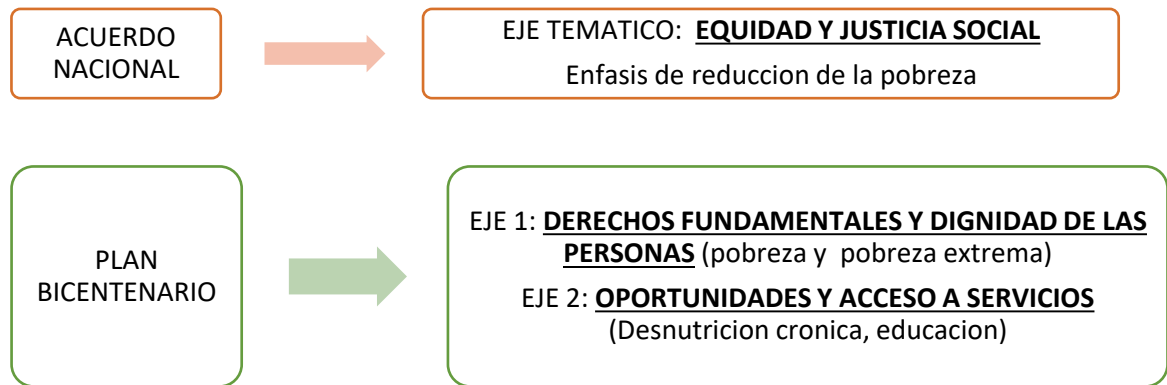 ACUERDO
NACIONAL
EJE TEMATICO: EQUIDAD Y JUSTICIA SOCIAL
Enfasis de reduccion de la pobreza
PLAN
BICENTENARIO
EJE 1: DERECHOS FUNDAMENTALES Y DIGNIDAD DE LAS
PERSONAS (pobreza y pobreza extrema)
EJE 2: OPORTUNIDADES Y ACCESO A SERVICIOS
(Desnutricion cronica, educacion)